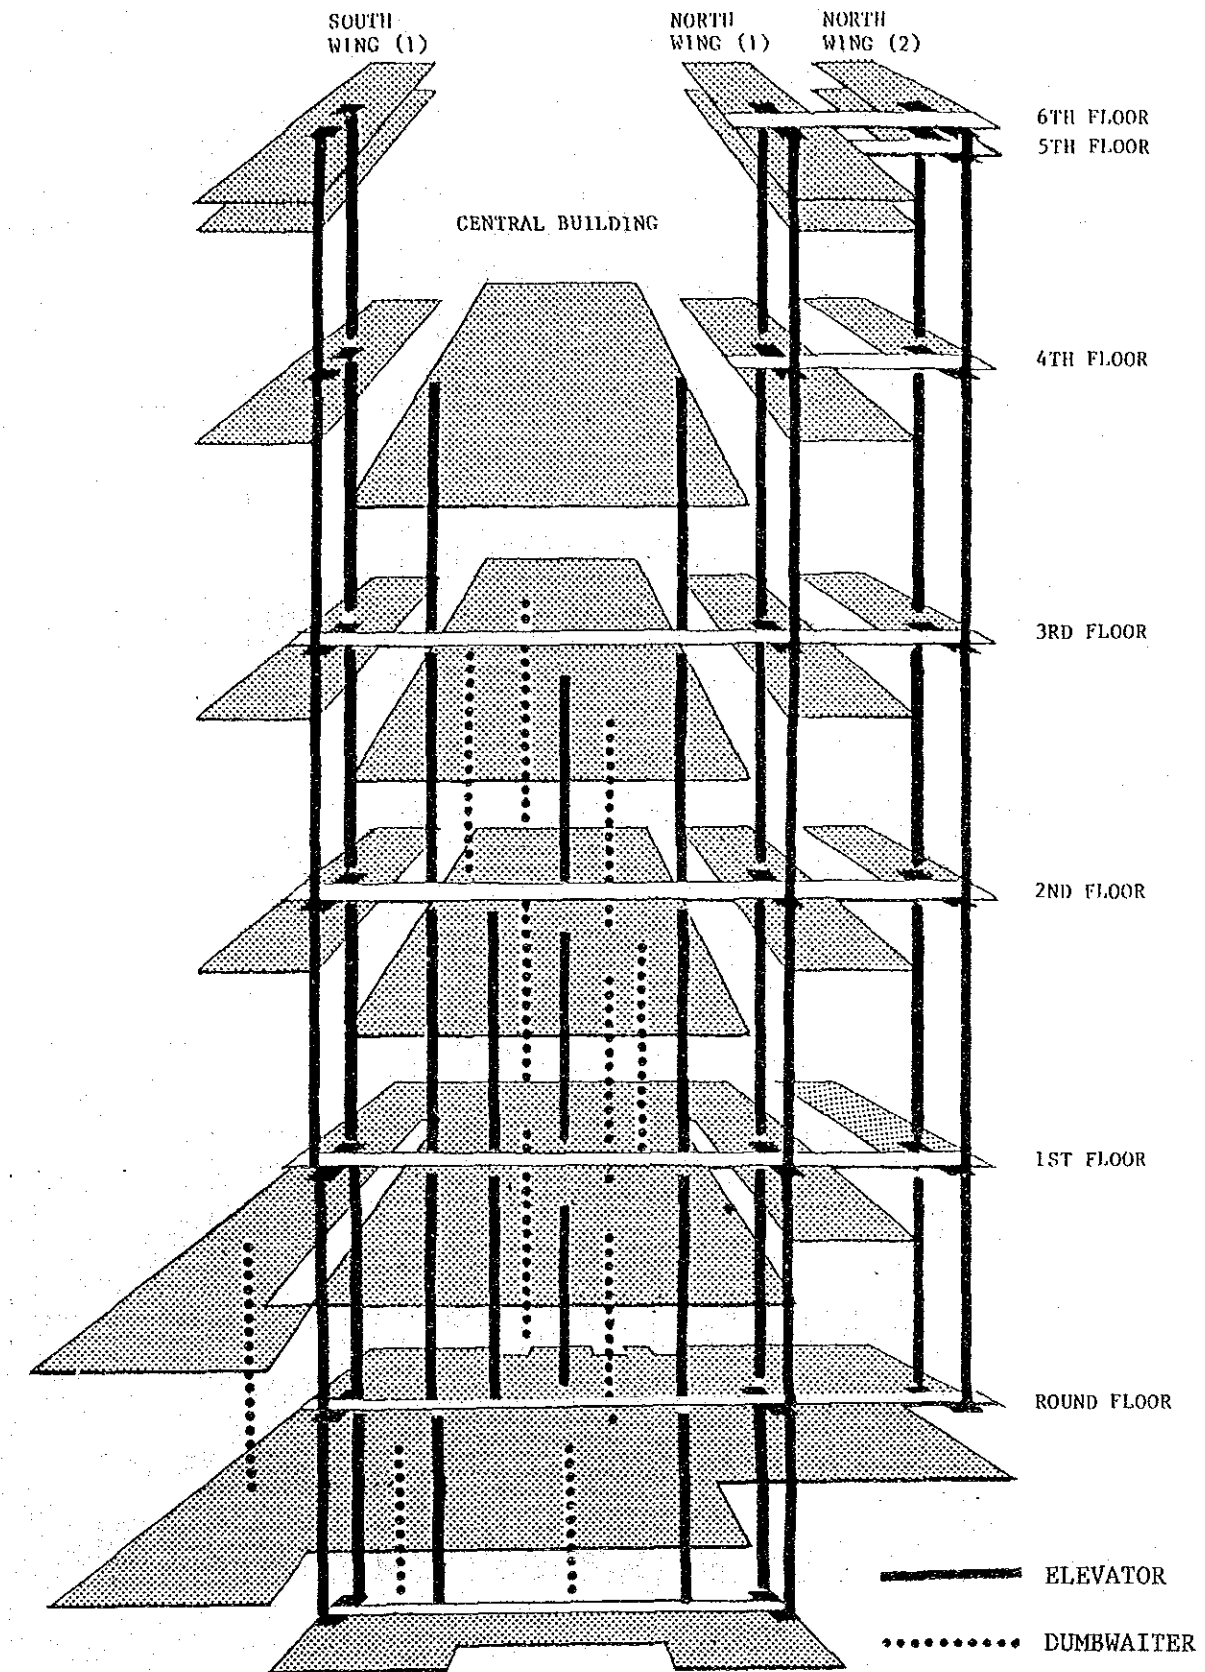 SOUTH
WING (1)
NORTH
WING (1)
NORTH
WING (2)
6TH FLOOR
5TH FLOOR
CENTRAL BUILDING
4TH FLOOR
3RD FLOOR
2ND FLOOR
1ST FLOOR
ROUND FLOOR
ELEVATOR
DUMBWAITER